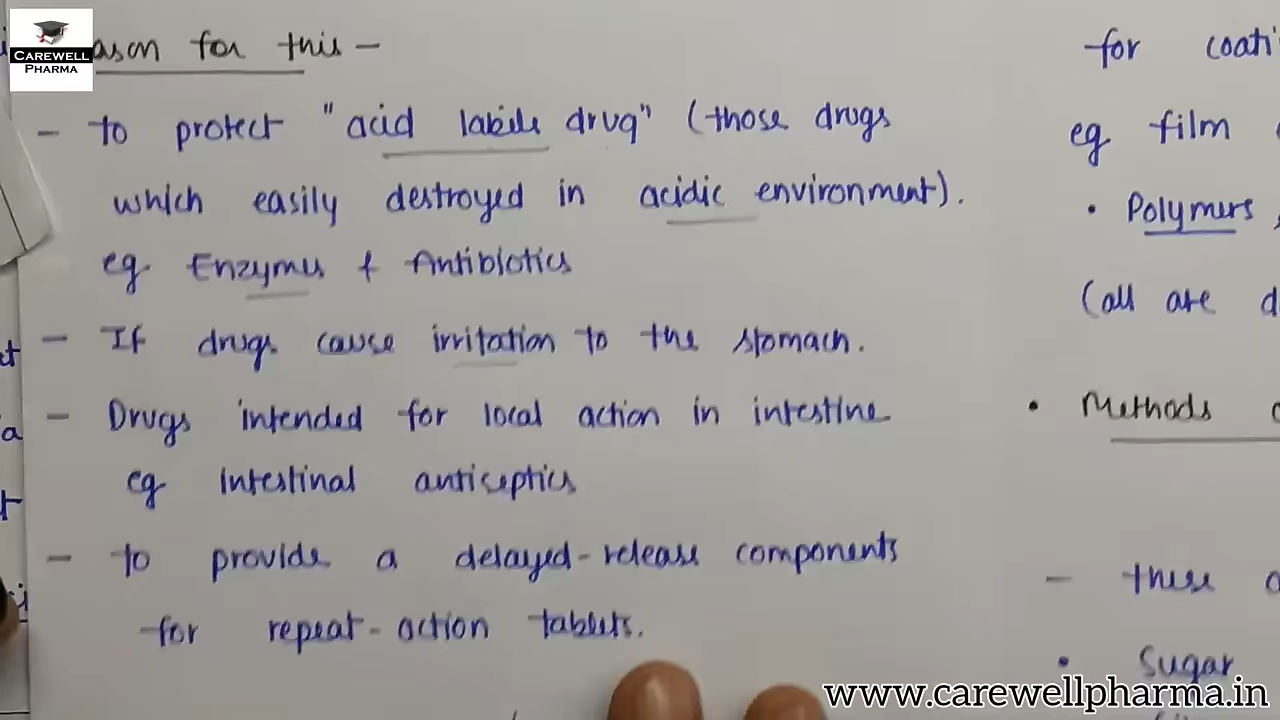 CAREWELL
PHARMA
ason for this -
- to protect "acid labile drug" (those drugs
which easily destroyed in acidic environment).
eg Enzymes & Antibiotics
- If drugs cause irritation to the stomach.
- Drugs intended for local action in intestine
eg intestinal antiseptics
- to provide a delayed-release components
for repeat-action tablets.
for coati
eg film
• Polymers,
(all are d
• Methods
- these
• Sugar
www.carewellpharma.in